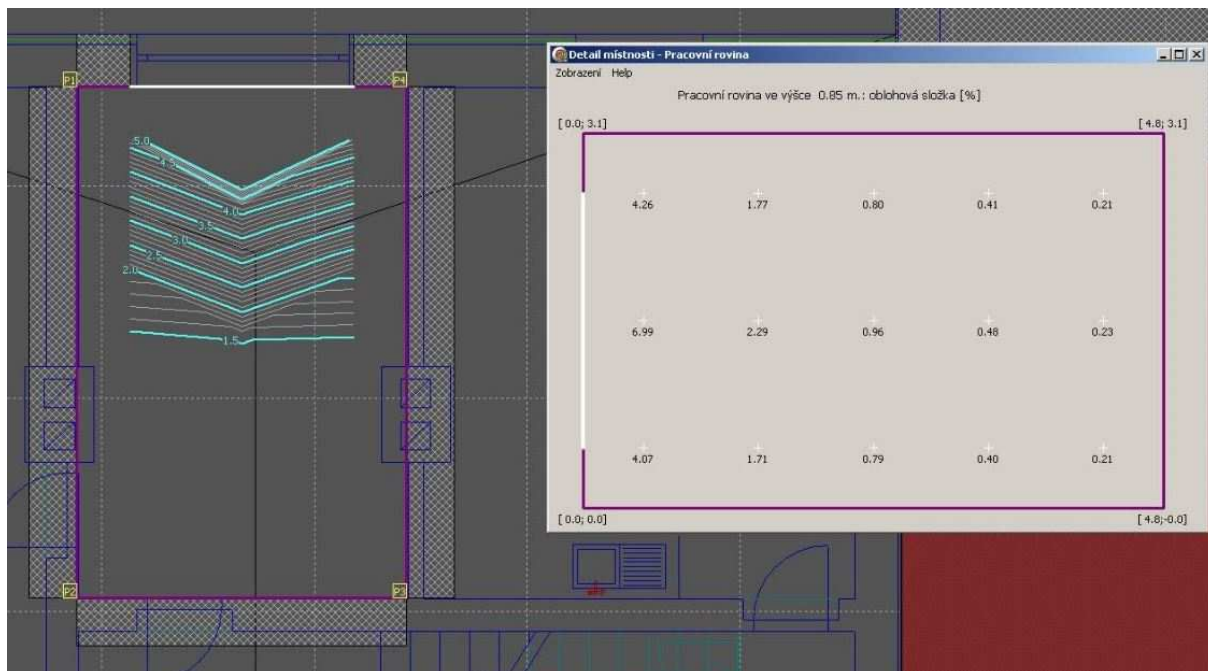 P1
P4
5.0
4.5
4.0
3.5
3.0
2.5
2.0
1.5
P2
P3
Detail místnosti - Pracovní rovina
Zobrazení Help
Pracovní rovina ve výšce 0.85 m.: oblohová složka [%]
[ 0.0; 3.1]
[ 4.8; 3.1]
4.26 1.77 0.80 0.41 0.21
6.99 2.29 0.96 0.48 0.23
4.07 1.71 0.79 0.40 0.21
[ 0.0; 0.0]
[ 4.8;-0.0]